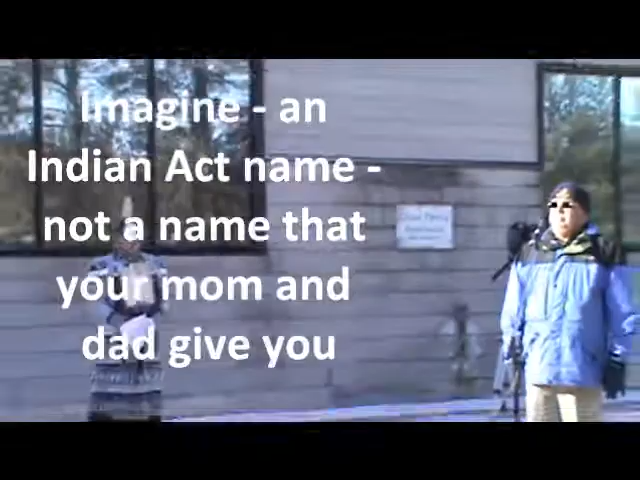 Imagine - an
Indian Act name -
not a name that
your mom and
dad give you